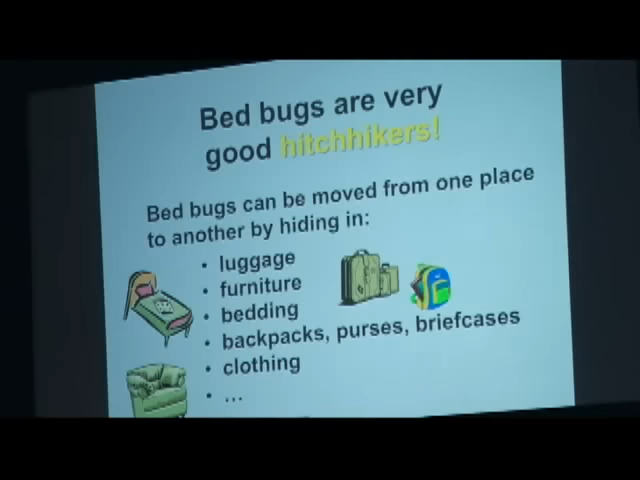 Bed bugs are very
good hitchhikers!
Bed bugs can be moved from one place
to another by hiding in:
• luggage
• furniture
• bedding
• backpacks, purses, briefcases
• clothing
• ...